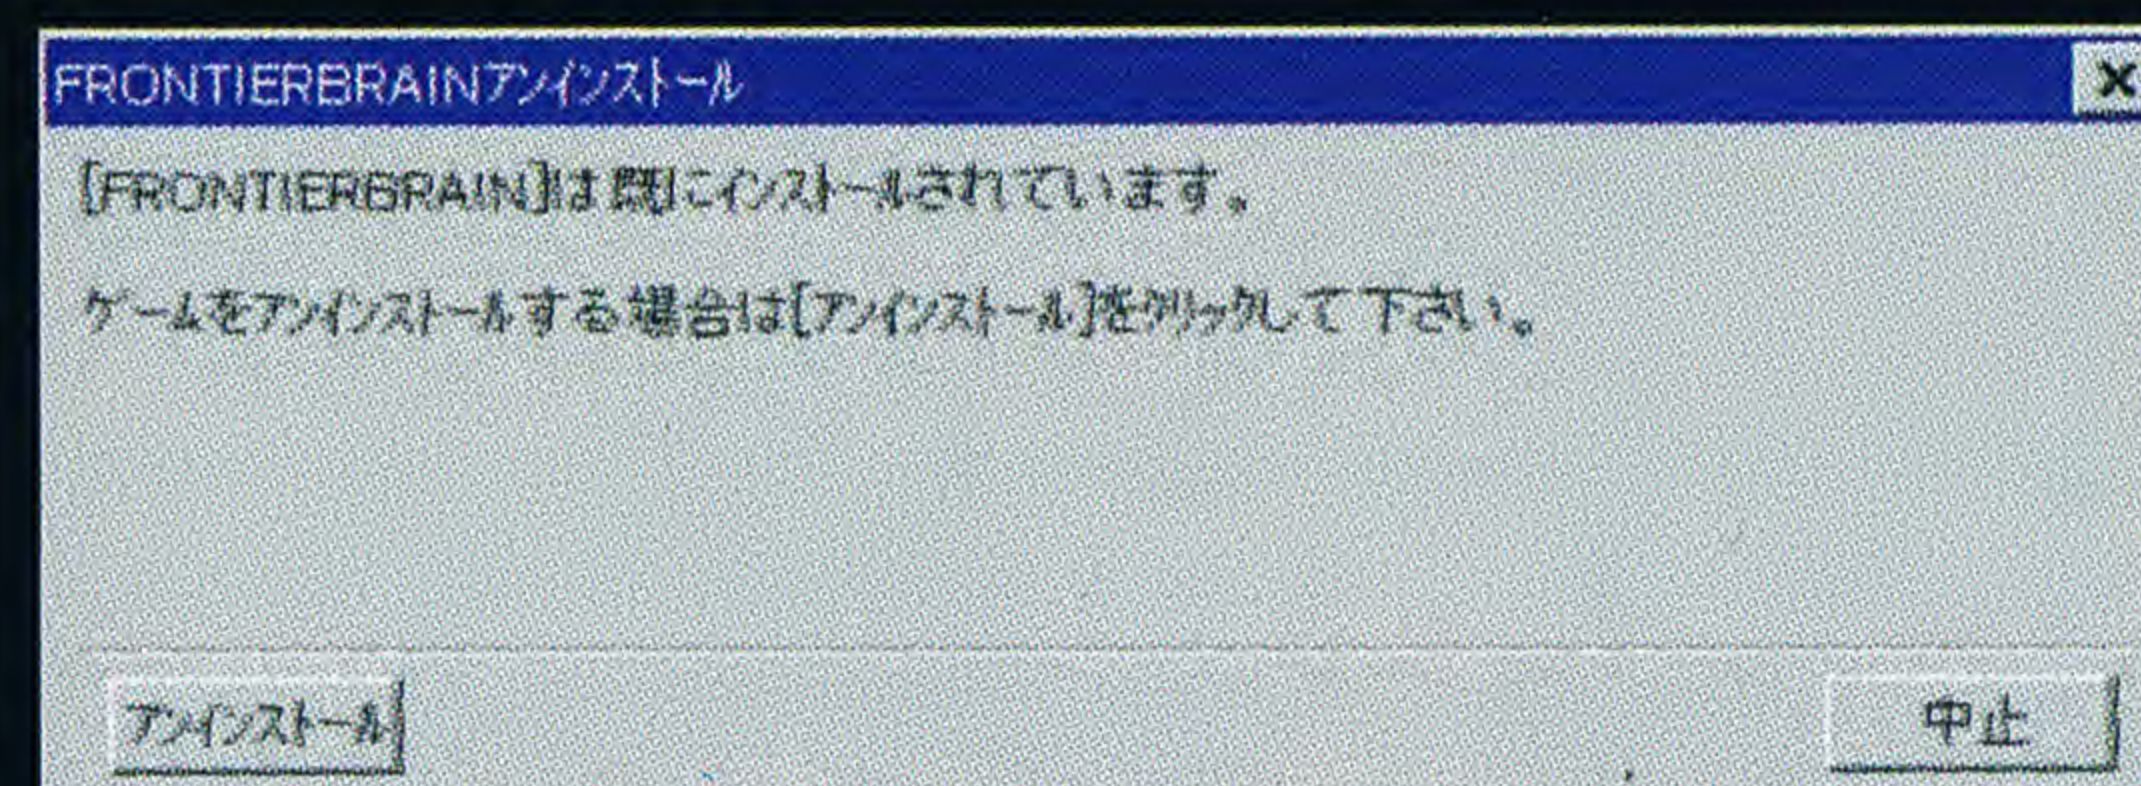 FRONTIERBRAINアンインストール
[FRONTIERBRAIN]は既にインストールされています。
ゲームをアンインストールする場合は[アンインストール]をクリックして下さい。
アンインストール
中止